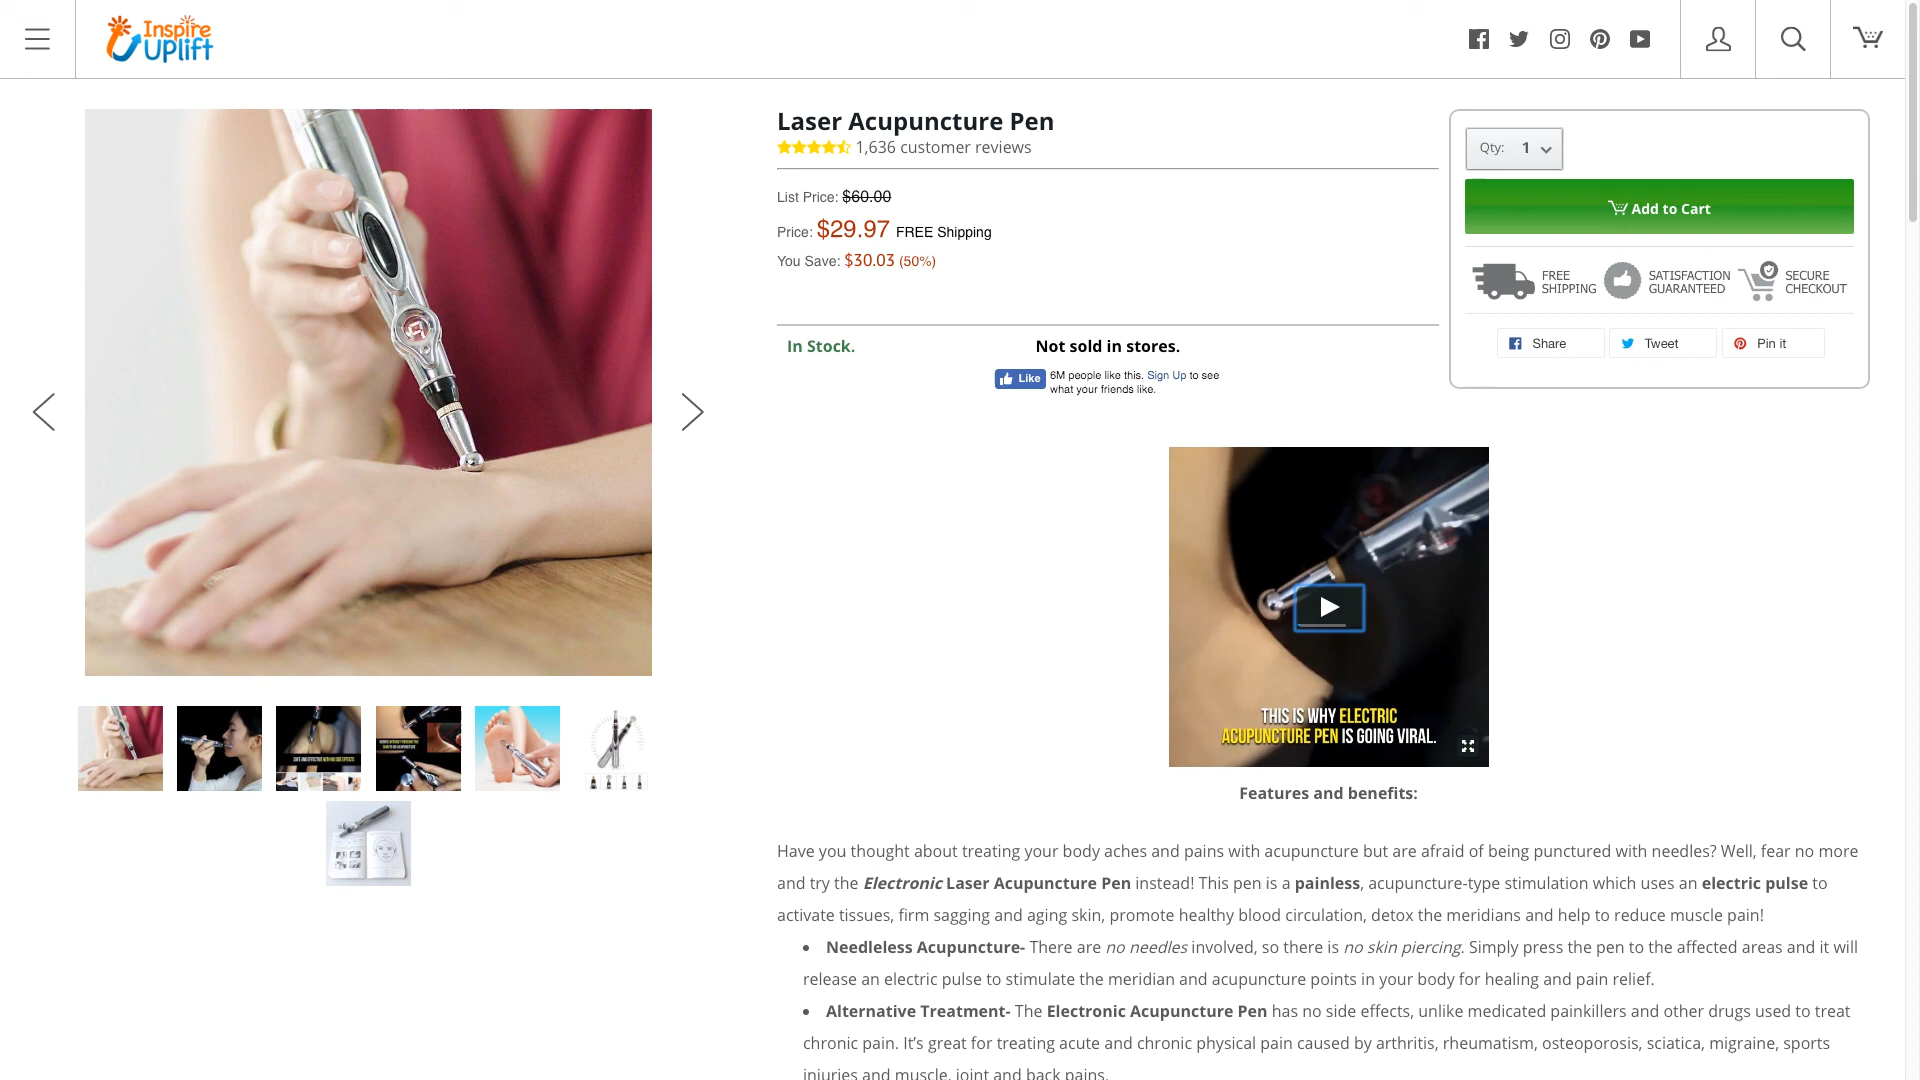 Inspire
Uplift
Laser Acupuncture Pen
1,636 customer reviews
List Price: $60.00
Price: $29.97 FREE Shipping
You Save: $30.03 (50%)
In Stock.
Not sold in stores.
Like
6M people like this. Sign Up to see
what your friends like.
Qty: 1
Add to Cart
FREE
SHIPPING
SATISFACTION
GUARANTEED
SECURE
CHECKOUT
Share
Tweet
Pin it
THIS IS WHY ELECTRIC
ACUPUNCTURE PEN IS GOING VIRAL.
Features and benefits:
Have you thought about treating your body aches and pains with acupuncture but are afraid of being punctured with needles? Well, fear no more
and try the Electronic Laser Acupuncture Pen instead! This pen is a painless, acupuncture-type stimulation which uses an electric pulse to
activate tissues, firm sagging and aging skin, promote healthy blood circulation, detox the meridians and help to reduce muscle pain!
• Needleless Acupuncture- There are no needles involved, so there is no skin piercing. Simply press the pen to the affected areas and it will
release an electric pulse to stimulate the meridian and acupuncture points in your body for healing and pain relief.
• Alternative Treatment- The Electronic Acupuncture Pen has no side effects, unlike medicated painkillers and other drugs used to treat
chronic pain. It’s great for treating acute and chronic physical pain caused by arthritis, rheumatism, osteoporosis, sciatica, migraine, sports
injuries and muscle, joint and back pains.